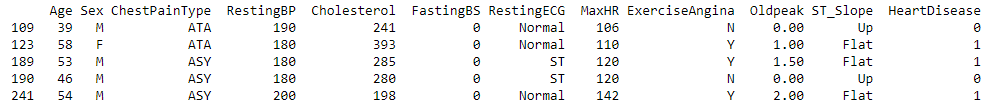 Age Sex ChestPainType RestingBP Cholesterol FastingBS RestingECG MaxHR ExerciseAngina Oldpeak ST_Slope HeartDisease
109 39 M ATA 190 241 0 Normal 106 N 0.00 Up 0
123 58 F ATA 180 393 0 Normal 110 Y 1.00 Flat 1
189 53 M ASY 180 285 0 ST 120 Y 1.50 Flat 1
190 46 M ASY 180 280 0 ST 120 N 0.00 Up 0
241 54 M ASY 200 198 0 Normal 142 Y 2.00 Flat 1